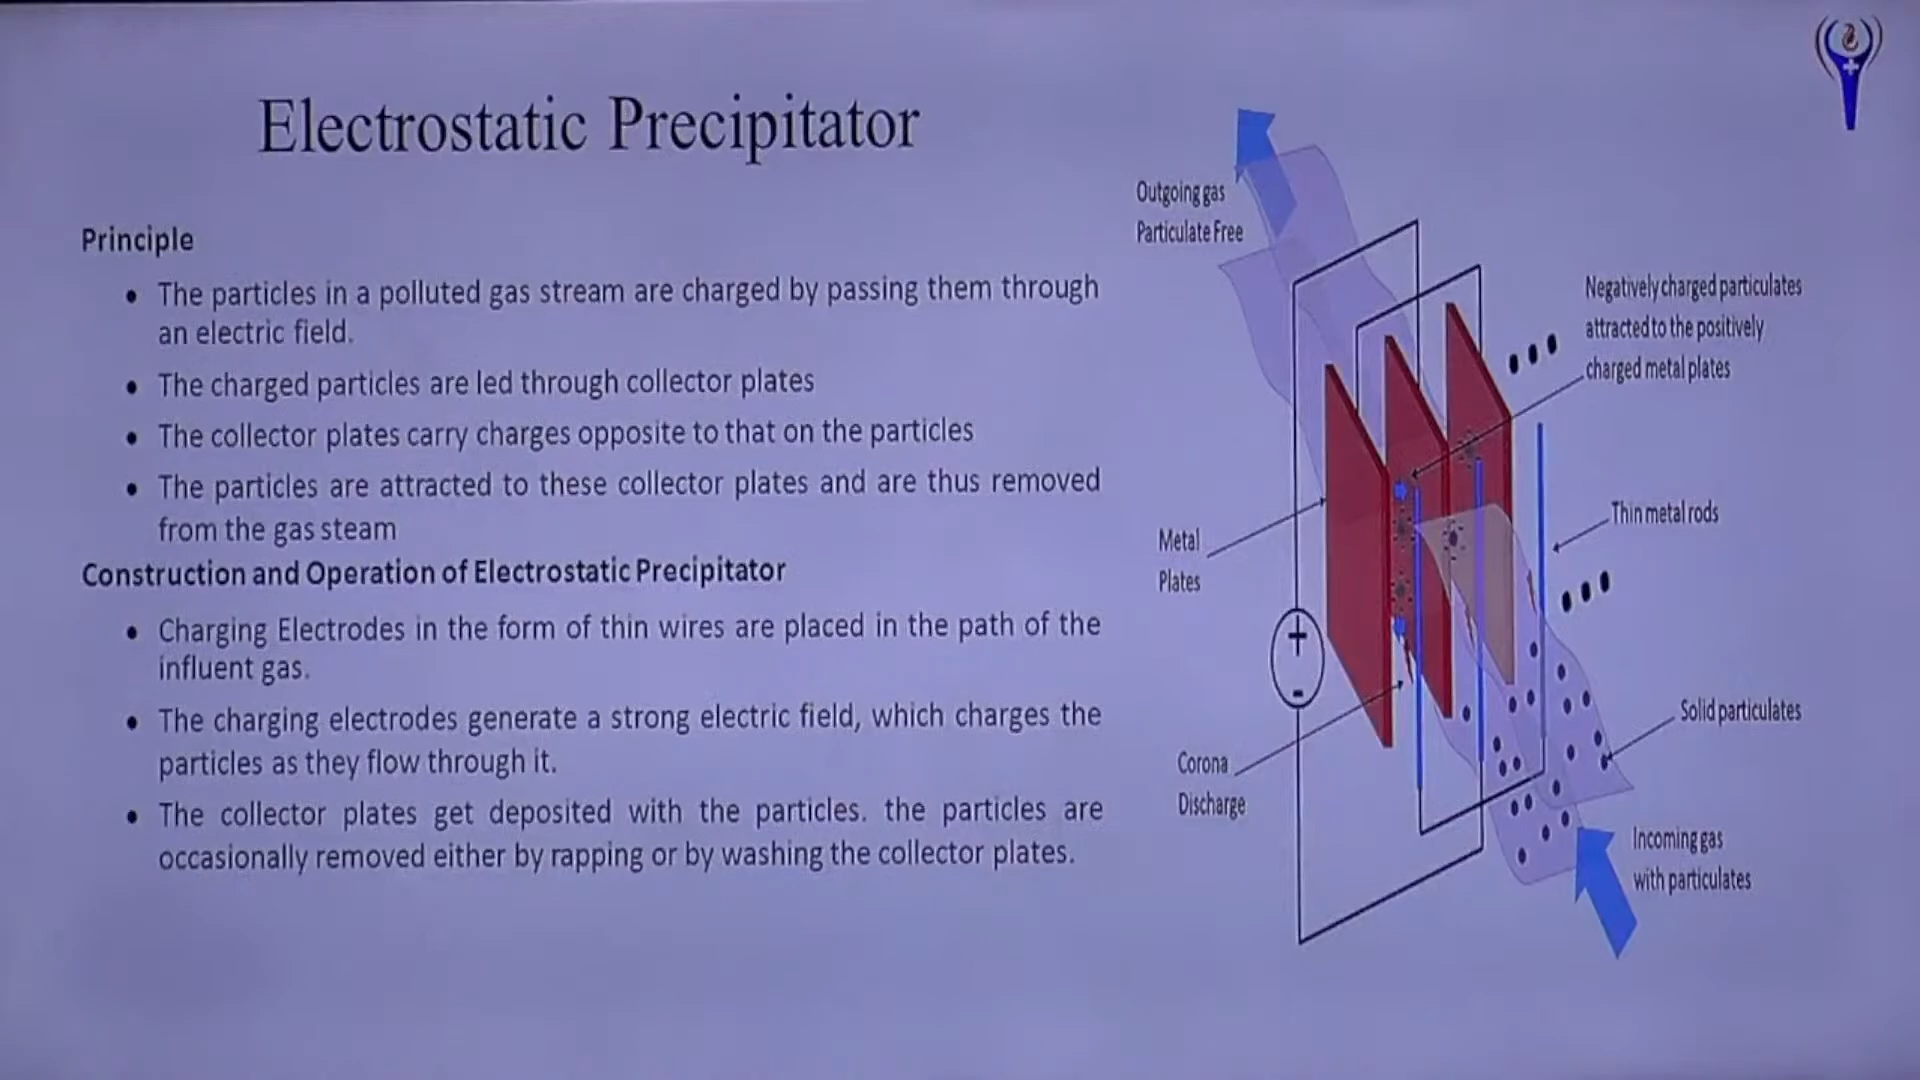 Electrostatic Precipitator
Principle
• The particles in a polluted gas stream are charged by passing them through
an electric field.
• The charged particles are led through collector plates
• The collector plates carry charges opposite to that on the particles
• The particles are attracted to these collector plates and are thus removed
from the gas steam
Construction and Operation of Electrostatic Precipitator
• Charging Electrodes in the form of thin wires are placed in the path of the
influent gas.
• The charging electrodes generate a strong electric field, which charges the
particles as they flow through it.
• The collector plates get deposited with the particles. the particles are
occasionally removed either by rapping or by washing the collector plates.
Outgoing gas
Particulate Free
Negatively charged particulates
attracted to the positively
charged metal plates
Thin metal rods
Metal
Plates
+
-
Solid particulates
Corona
Discharge
Incoming gas
with particulates